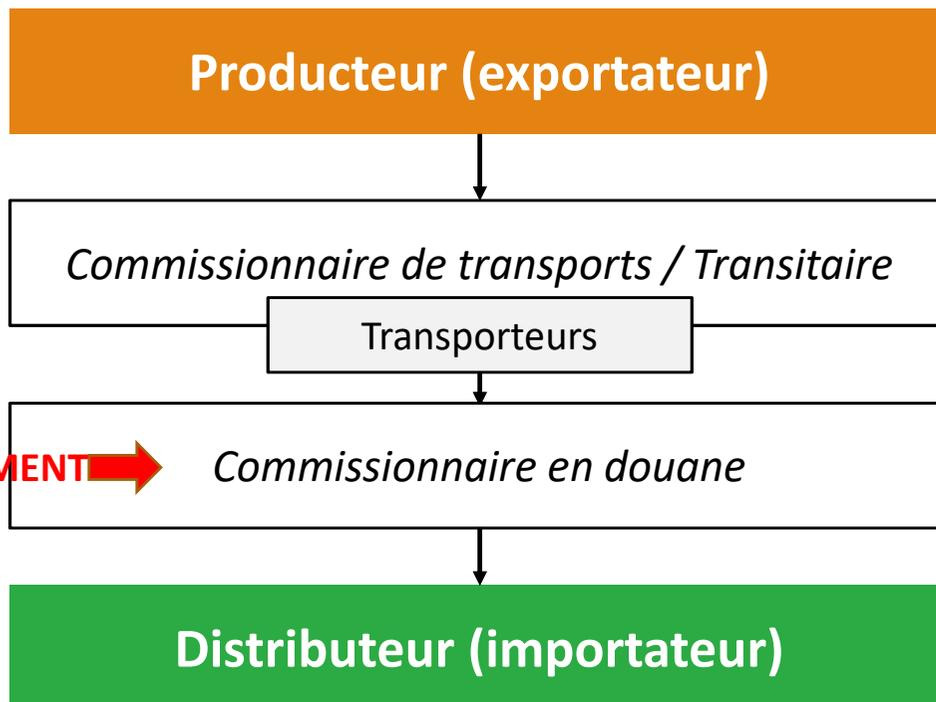 Producteur (exportateur)
Commissionnaire de transports / Transitaire
Transporteurs
MENT
Commissionnaire en douane
Distributeur (importateur)